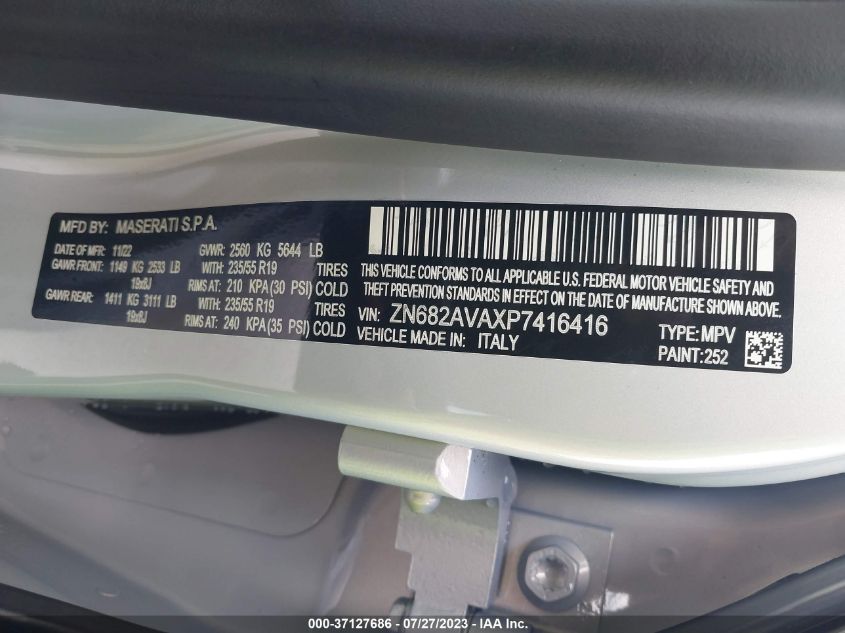 MFD BY: MASERATI S.P.A.
DATE OF MFR: 11/22 GVWR: 2560 KG 5644 LB
GAWR FRONT: 1149 KG 2533 LB WITH: 235/55 R19 TIRES
19x8J RIMS AT: 210 KPA (30 PSI) COLD
GAWR REAR: 1411 KG 3111 LB WITH: 235/55 R19 TIRES
19x8J RIMS AT: 240 KPA (35 PSI) COLD
THIS VEHICLE CONFORMS TO ALL APPLICABLE U.S. FEDERAL MOTOR VEHICLE SAFETY AND
THEFT PREVENTION STANDARDS IN EFFECT ON THE DATE OF MANUFACTURE SHOWN ABOVE.
VIN: ZN682AVAXP7416416 TYPE: MPV
VEHICLE MADE IN: ITALY PAINT: 252
000-37127686 / 07/27/2023 / IAA Inc.